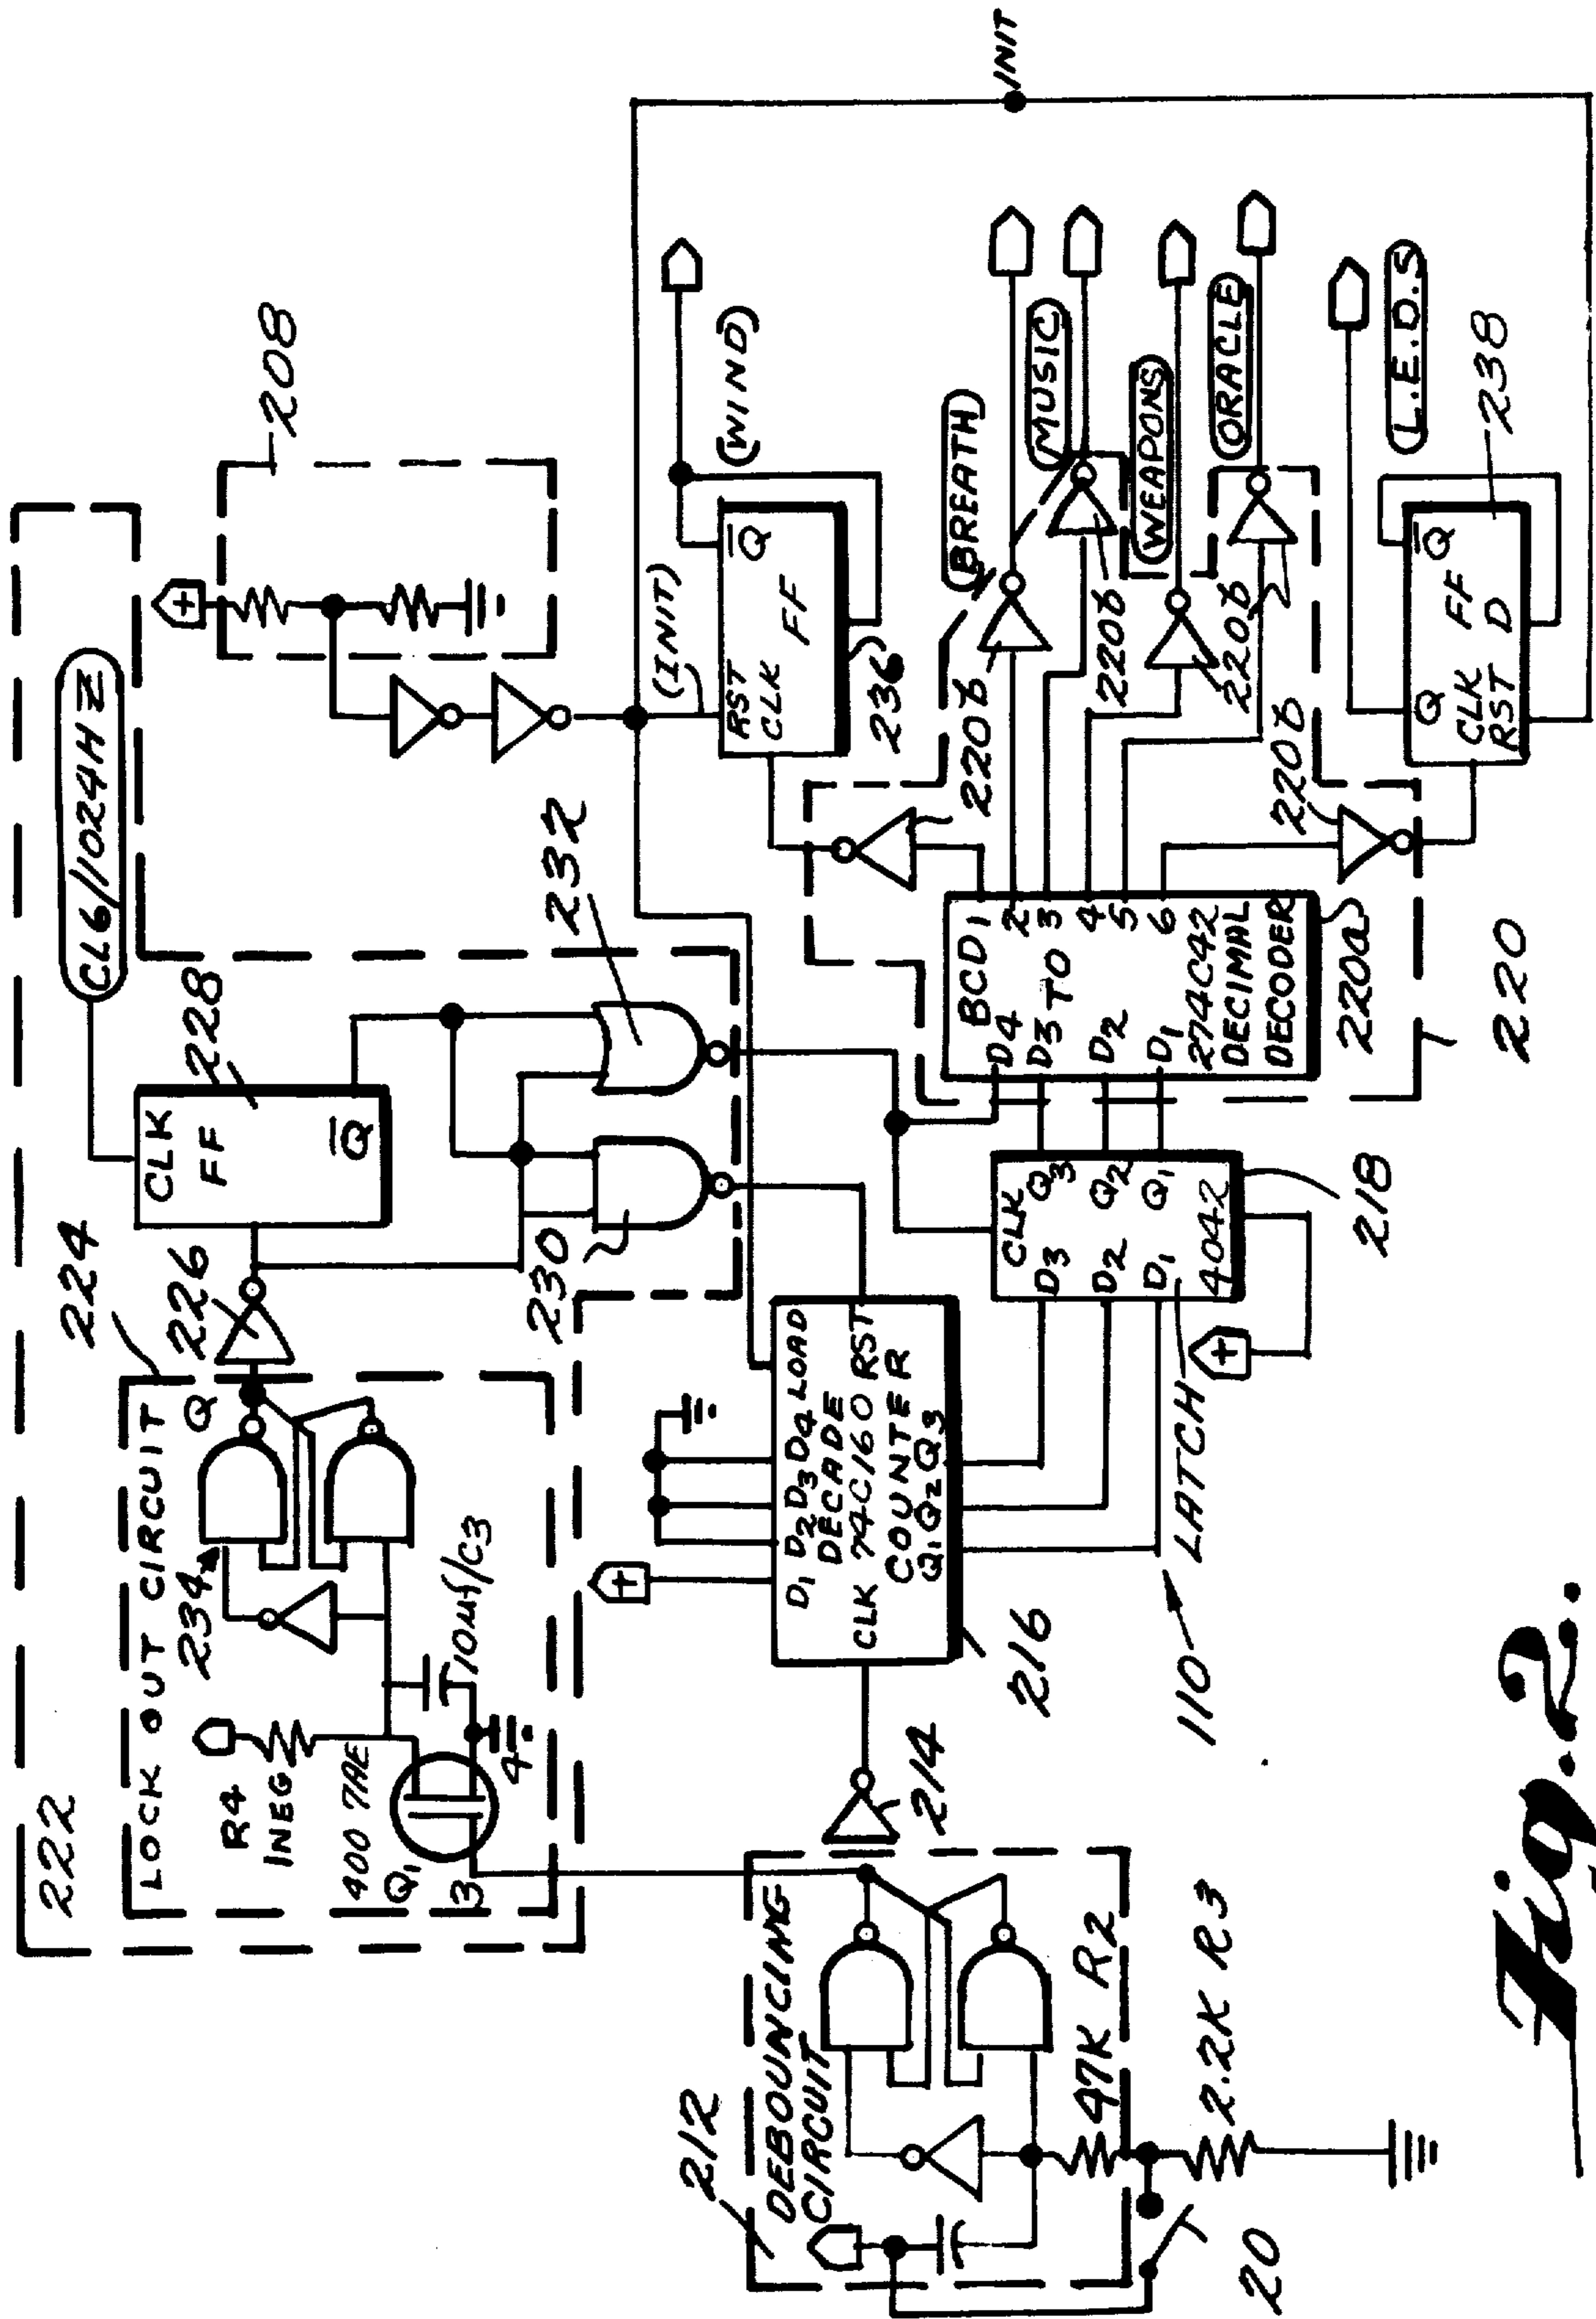 222
LOCK OUT CIRCUIT
224
226
228
CL6/1024HZ
CLK
FF
Q̅
234
Q
R4
INEG
400 7AE
Q1
3
4
10µf/C3
230
232
208
212
DEBOUNCING
CIRCUIT
47K R2
2.2K R3
20
214
D1 D2 D3 D4 LOAD
DECADE
CLK 74C160 RST
COUNTER
Q1 Q2 Q3
216
110
LATCH
CLK
D3 Q3
D2 Q2
D1 Q1
4042
218
BCD 1
D4 2
D3 TO 3
D2 4
5
D1 6
274C42
DECIMAL
DECODER
220a
220
220b
220b
220b
220b
220b
(INIT)
RST Q̅
CLK FF
236
(WIND)
INIT
BREATH
MUSIC
WEAPONS
ORACLE
L.E.D.S
Q Q̅
CLK FF
RST D
238
Fig. 2.